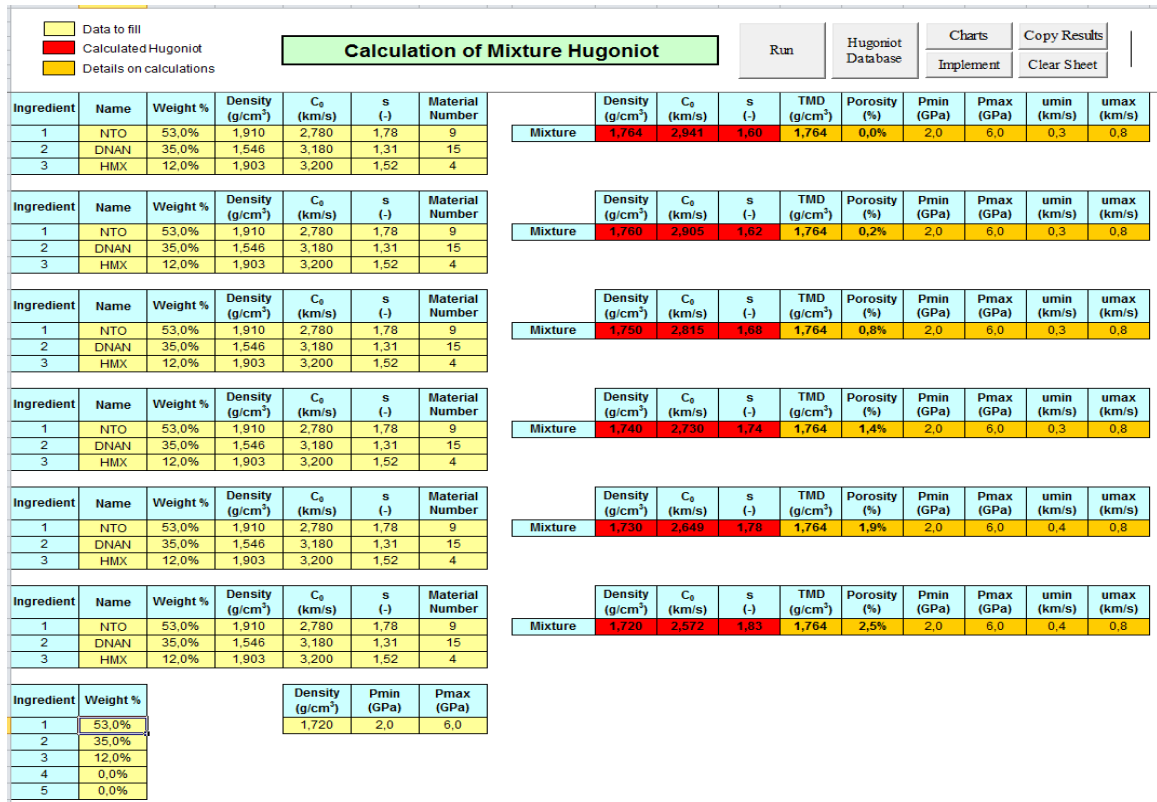 Data to fill
Calculated Hugoniot
Details on calculations
Calculation of Mixture Hugoniot
Run
Hugoniot Database
Charts
Copy Results
Implement
Clear Sheet
Ingredient Name Weight % Density (g/cm³) C₀ (km/s) s (-) Material Number Density (g/cm³) C₀ (km/s) s (-) TMD (g/cm³) Porosity (%) Pmin (GPa) Pmax (GPa) umin (km/s) umax (km/s)
1 NTO 53,0% 1,910 2,780 1,78 9 Mixture 1,764 2,941 1,60 1,764 0,0% 2,0 6,0 0,3 0,8
2 DNAN 35,0% 1,546 3,180 1,31 15
3 HMX 12,0% 1,903 3,200 1,52 4
Ingredient Name Weight % Density (g/cm³) C₀ (km/s) s (-) Material Number Density (g/cm³) C₀ (km/s) s (-) TMD (g/cm³) Porosity (%) Pmin (GPa) Pmax (GPa) umin (km/s) umax (km/s)
1 NTO 53,0% 1,910 2,780 1,78 9 Mixture 1,760 2,905 1,62 1,764 0,2% 2,0 6,0 0,3 0,8
2 DNAN 35,0% 1,546 3,180 1,31 15
3 HMX 12,0% 1,903 3,200 1,52 4
Ingredient Name Weight % Density (g/cm³) C₀ (km/s) s (-) Material Number Density (g/cm³) C₀ (km/s) s (-) TMD (g/cm³) Porosity (%) Pmin (GPa) Pmax (GPa) umin (km/s) umax (km/s)
1 NTO 53,0% 1,910 2,780 1,78 9 Mixture 1,750 2,815 1,68 1,764 0,8% 2,0 6,0 0,3 0,8
2 DNAN 35,0% 1,546 3,180 1,31 15
3 HMX 12,0% 1,903 3,200 1,52 4
Ingredient Name Weight % Density (g/cm³) C₀ (km/s) s (-) Material Number Density (g/cm³) C₀ (km/s) s (-) TMD (g/cm³) Porosity (%) Pmin (GPa) Pmax (GPa) umin (km/s) umax (km/s)
1 NTO 53,0% 1,910 2,780 1,78 9 Mixture 1,740 2,730 1,74 1,764 1,4% 2,0 6,0 0,3 0,8
2 DNAN 35,0% 1,546 3,180 1,31 15
3 HMX 12,0% 1,903 3,200 1,52 4
Ingredient Name Weight % Density (g/cm³) C₀ (km/s) s (-) Material Number Density (g/cm³) C₀ (km/s) s (-) TMD (g/cm³) Porosity (%) Pmin (GPa) Pmax (GPa) umin (km/s) umax (km/s)
1 NTO 53,0% 1,910 2,780 1,78 9 Mixture 1,730 2,649 1,78 1,764 1,9% 2,0 6,0 0,4 0,8
2 DNAN 35,0% 1,546 3,180 1,31 15
3 HMX 12,0% 1,903 3,200 1,52 4
Ingredient Name Weight % Density (g/cm³) C₀ (km/s) s (-) Material Number Density (g/cm³) C₀ (km/s) s (-) TMD (g/cm³) Porosity (%) Pmin (GPa) Pmax (GPa) umin (km/s) umax (km/s)
1 NTO 53,0% 1,910 2,780 1,78 9 Mixture 1,720 2,572 1,83 1,764 2,5% 2,0 6,0 0,4 0,8
2 DNAN 35,0% 1,546 3,180 1,31 15
3 HMX 12,0% 1,903 3,200 1,52 4
Ingredient Weight % Density (g/cm³) Pmin (GPa) Pmax (GPa)
1 53,0% 1,720 2,0 6,0
2 35,0%
3 12,0%
4 0,0%
5 0,0%